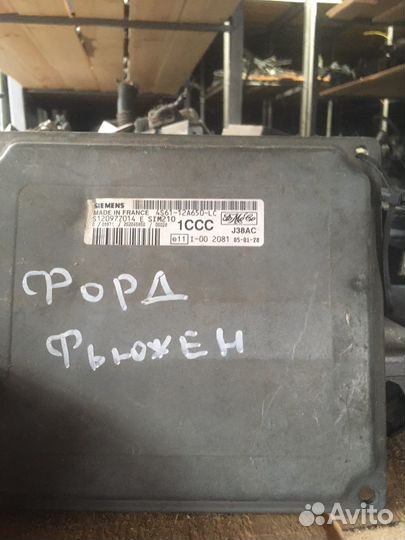 SIEMENS
MADE IN FRANCE 4S61-12A650-LC
S120977014 E SIM210
1CCC J38AC
e11 I-00 2081 05-01-28
ФОРД
ФЬЮЖЕН
Avito